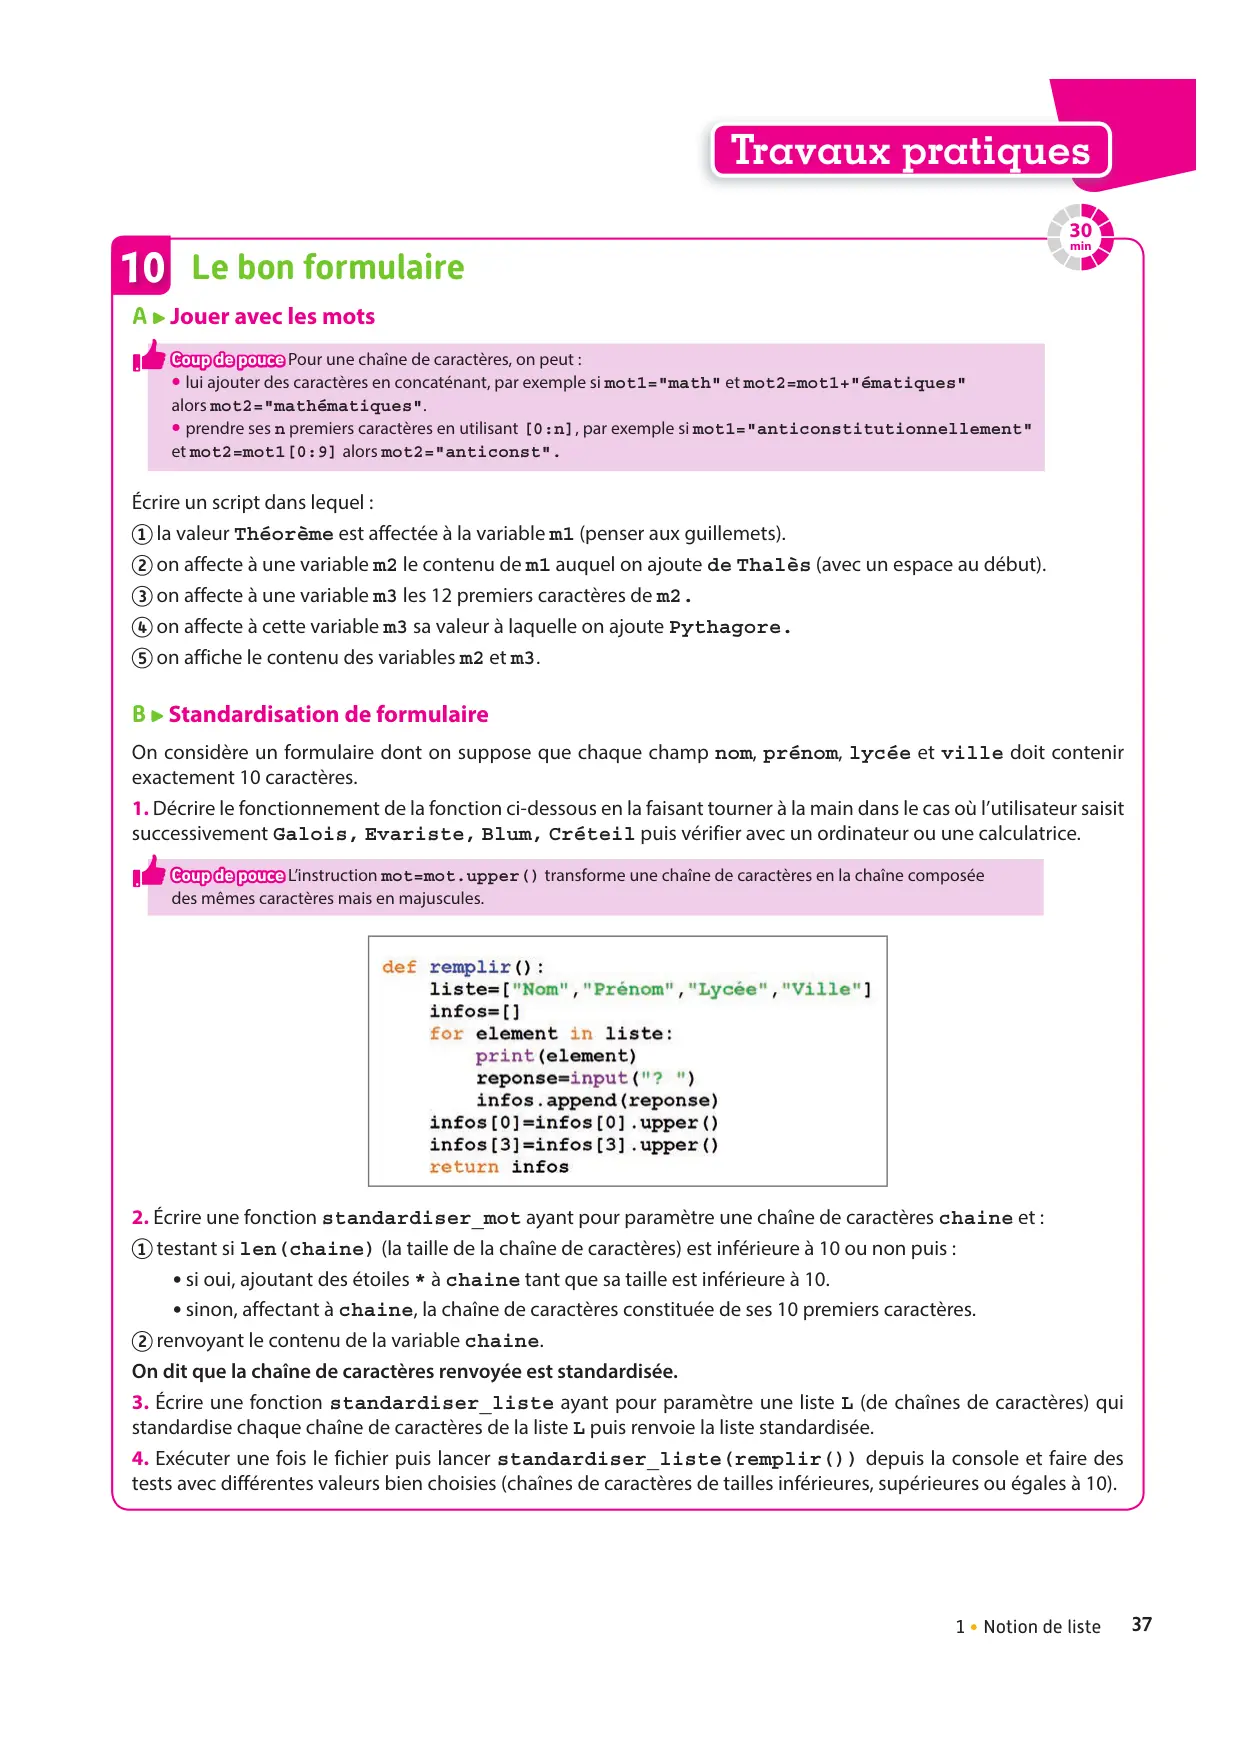 Travaux pratiques
30
min
10 Le bon formulaire
A ▶ Jouer avec les mots
Coup de pouce Pour une chaîne de caractères, on peut :
• lui ajouter des caractères en concaténant, par exemple si mot1="math" et mot2=mot1+"ématiques"
alors mot2="mathématiques".
• prendre ses n premiers caractères en utilisant [0:n], par exemple si mot1="anticonstitutionnellement"
et mot2=mot1[0:9] alors mot2="anticonst".
Écrire un script dans lequel :
① la valeur Théorème est affectée à la variable m1 (penser aux guillemets).
② on affecte à une variable m2 le contenu de m1 auquel on ajoute de Thalès (avec un espace au début).
③ on affecte à une variable m3 les 12 premiers caractères de m2.
④ on affecte à cette variable m3 sa valeur à laquelle on ajoute Pythagore.
⑤ on affiche le contenu des variables m2 et m3.
B ▶ Standardisation de formulaire
On considère un formulaire dont on suppose que chaque champ nom, prénom, lycée et ville doit contenir
exactement 10 caractères.
1. Décrire le fonctionnement de la fonction ci-dessous en la faisant tourner à la main dans le cas où l'utilisateur saisit
successivement Galois, Evariste, Blum, Créteil puis vérifier avec un ordinateur ou une calculatrice.
Coup de pouce L'instruction mot=mot.upper() transforme une chaîne de caractères en la chaîne composée
des mêmes caractères mais en majuscules.
def remplir():
    liste=["Nom","Prénom","Lycée","Ville"]
    infos=[]
    for element in liste:
        print(element)
        reponse=input("? ")
        infos.append(reponse)
    infos[0]=infos[0].upper()
    infos[3]=infos[3].upper()
    return infos
2. Écrire une fonction standardiser_mot ayant pour paramètre une chaîne de caractères chaine et :
① testant si len(chaine) (la taille de la chaîne de caractères) est inférieure à 10 ou non puis :
• si oui, ajoutant des étoiles * à chaine tant que sa taille est inférieure à 10.
• sinon, affectant à chaine, la chaîne de caractères constituée de ses 10 premiers caractères.
② renvoyant le contenu de la variable chaine.
On dit que la chaîne de caractères renvoyée est standardisée.
3. Écrire une fonction standardiser_liste ayant pour paramètre une liste L (de chaînes de caractères) qui
standardise chaque chaîne de caractères de la liste L puis renvoie la liste standardisée.
4. Exécuter une fois le fichier puis lancer standardiser_liste(remplir()) depuis la console et faire des
tests avec différentes valeurs bien choisies (chaînes de caractères de tailles inférieures, supérieures ou égales à 10).
1 • Notion de liste 37